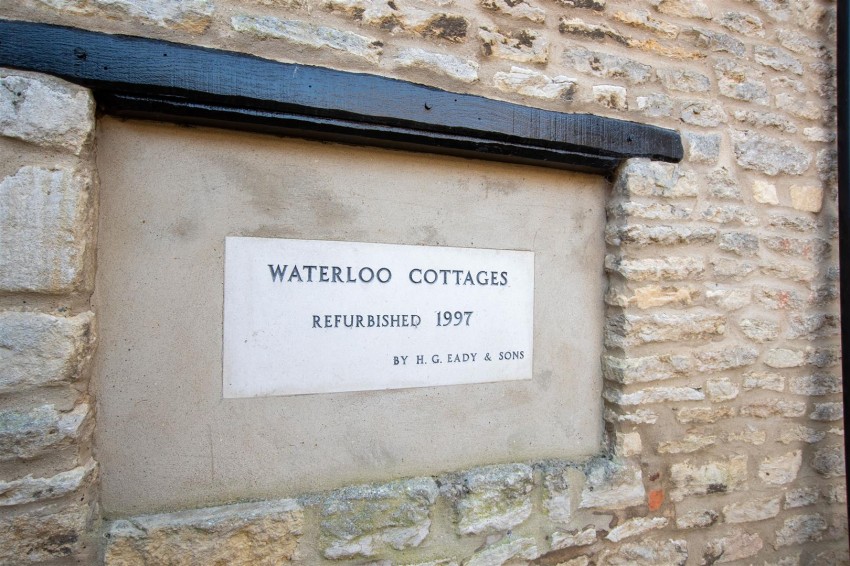 WATERLOO COTTAGES
REFURBISHED 1997
BY H. G. EADY & SONS